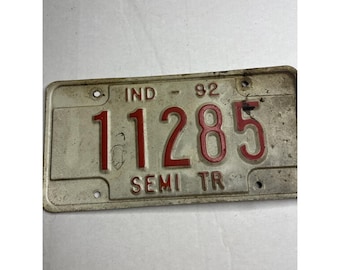 IND - 92
11285
SEMI TR